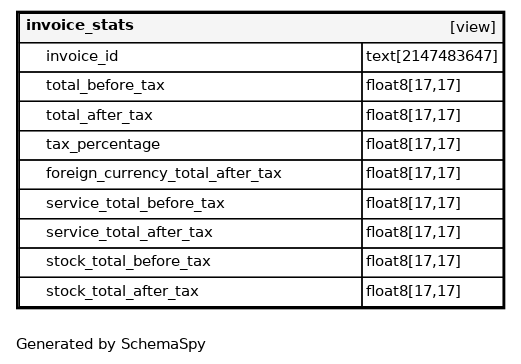 invoice_stats [view]
invoice_id text[2147483647]
total_before_tax float8[17,17]
total_after_tax float8[17,17]
tax_percentage float8[17,17]
foreign_currency_total_after_tax float8[17,17]
service_total_before_tax float8[17,17]
service_total_after_tax float8[17,17]
stock_total_before_tax float8[17,17]
stock_total_after_tax float8[17,17]
Generated by SchemaSpy